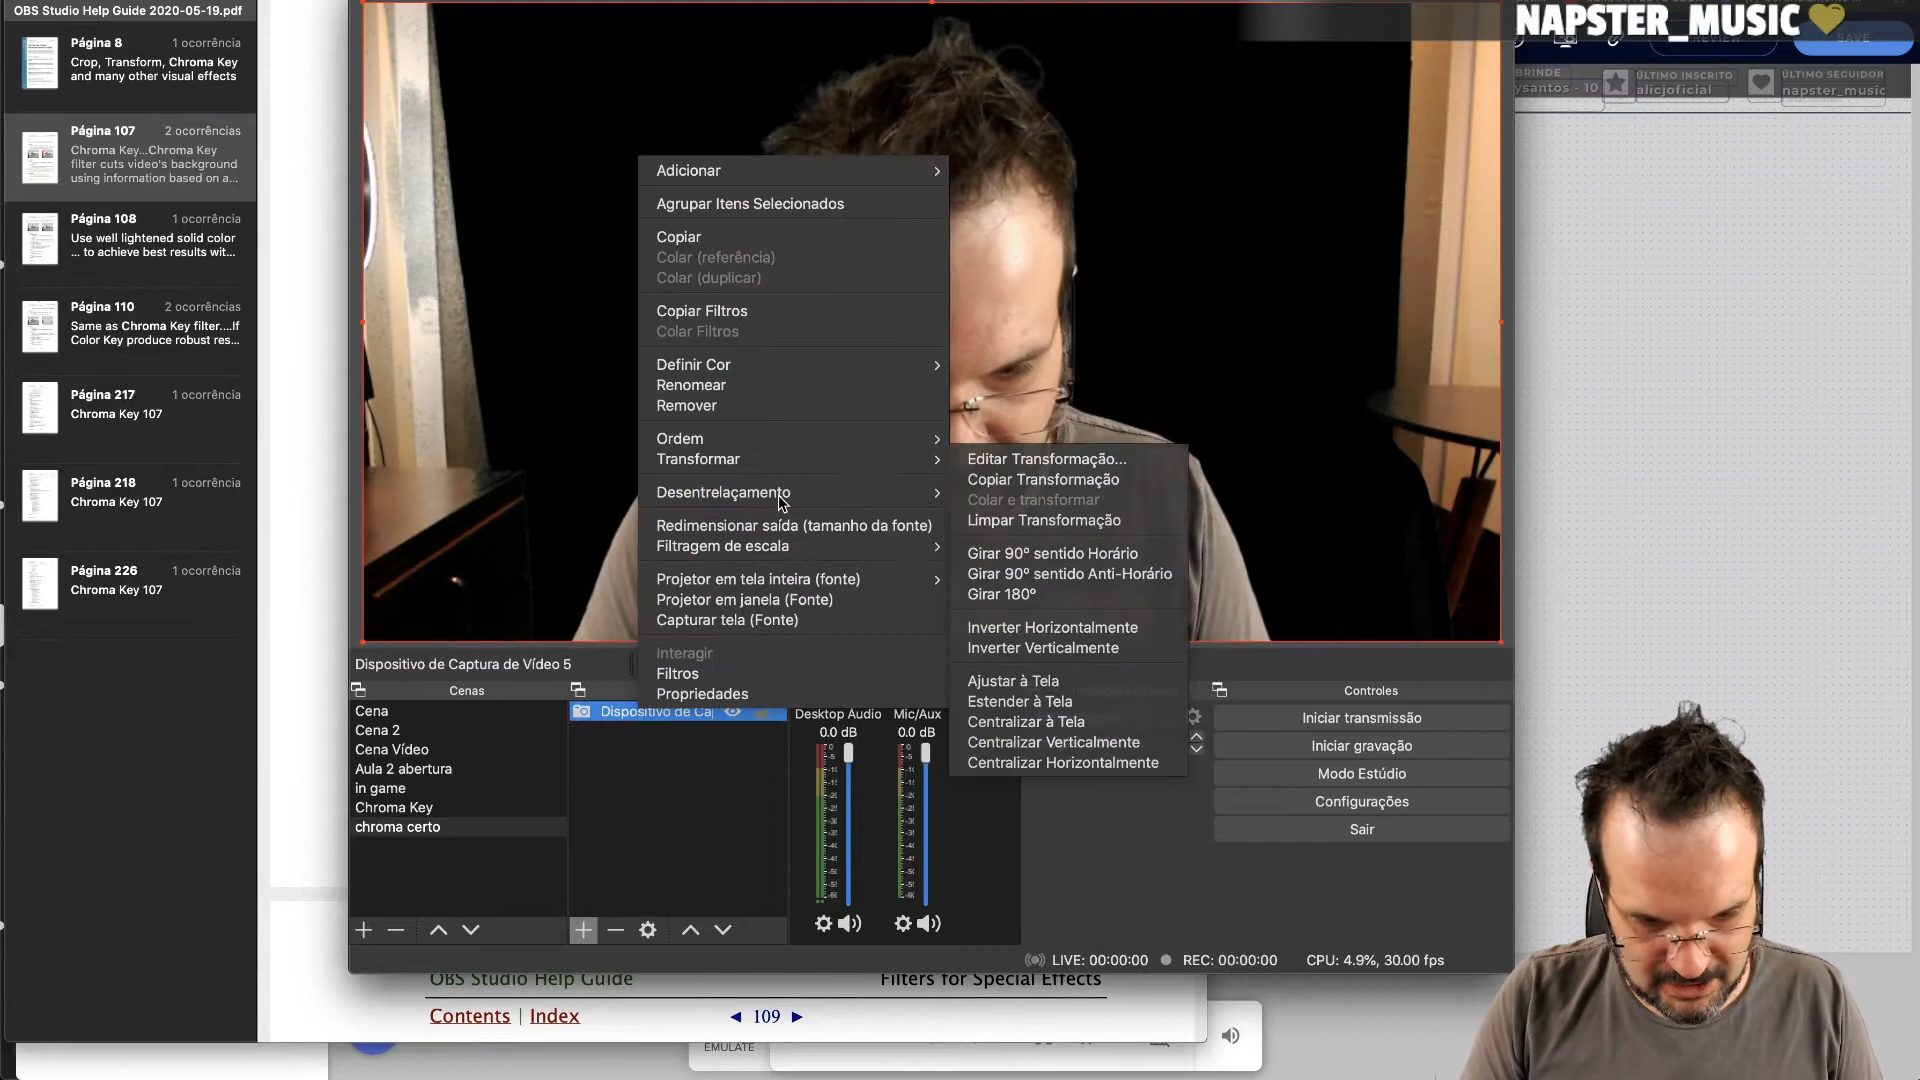 OBS Studio Help Guide 2020-05-19.pdf
Página 8 1 ocorrência
Crop, Transform, Chroma Key
and many other visual effects
Página 107 2 ocorrências
Chroma Key...Chroma Key
filter cuts video's background
using information based on a...
Página 108 1 ocorrência
Use well lightened solid color
... to achieve best results wit...
Página 110 2 ocorrências
Same as Chroma Key filter....If
Color Key produce robust res...
Página 217 1 ocorrência
Chroma Key 107
Página 218 1 ocorrência
Chroma Key 107
Página 226 1 ocorrência
Chroma Key 107
NAPSTER_MUSIC
SAVE
BRINDE
ysantos - 10
ÚLTIMO INSCRITO
alicjoficial
ÚLTIMO SEGUIDOR
napster_music
Adicionar
Agrupar Itens Selecionados
Copiar
Colar (referência)
Colar (duplicar)
Copiar Filtros
Colar Filtros
Definir Cor
Renomear
Remover
Ordem
Transformar
Desentrelaçamento
Redimensionar saída (tamanho da fonte)
Filtragem de escala
Projetor em tela inteira (fonte)
Projetor em janela (Fonte)
Capturar tela (Fonte)
Interagir
Filtros
Propriedades
Editar Transformação...
Copiar Transformação
Colar e transformar
Limpar Transformação
Girar 90º sentido Horário
Girar 90º sentido Anti-Horário
Girar 180º
Inverter Horizontalmente
Inverter Verticalmente
Ajustar à Tela
Estender à Tela
Centralizar à Tela
Centralizar Verticalmente
Centralizar Horizontalmente
Dispositivo de Captura de Vídeo 5
Cenas
Cena
Cena 2
Cena Vídeo
Aula 2 abertura
in game
Chroma Key
chroma certo
Dispositivo de Ca
Desktop Audio
0.0 dB
Mic/Aux
0.0 dB
Controles
Iniciar transmissão
Iniciar gravação
Modo Estúdio
Configurações
Sair
LIVE: 00:00:00 REC: 00:00:00 CPU: 4.9%, 30.00 fps
OBS Studio Help Guide Filters for Special Effects
Contents | Index ◄ 109 ►
EMULATE